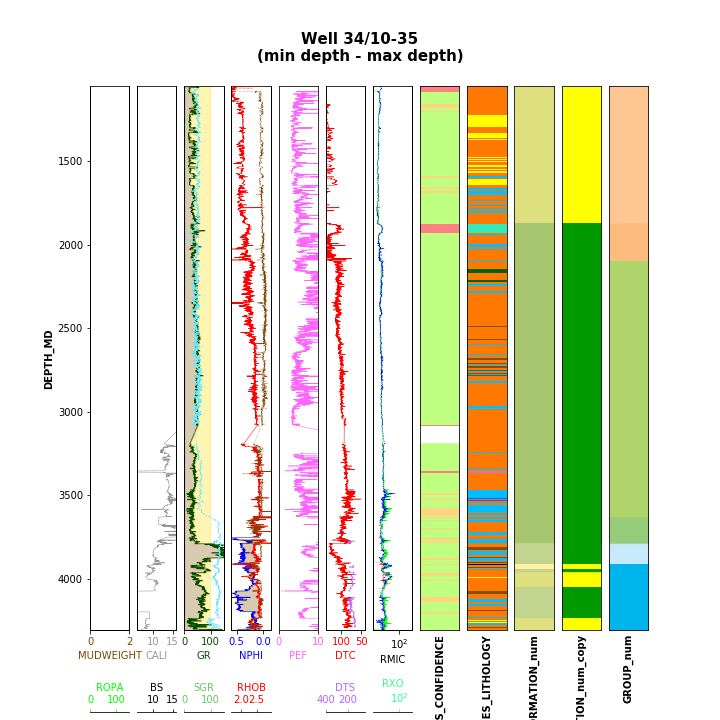 Well 34/10-35
(min depth - max depth)
DEPTH_MD
1500
2000
2500
3000
3500
4000
0 2 10 15 0 100 0.5 0.0 0 10 100 50 10²
MUDWEIGHT CALI GR NPHI PEF DTC RMIC
ROPA BS SGR RHOB DTS RXO
0 100 10 15 0 100 2.0 2.5 400 200 10²
S_CONFIDENCE
ES_LITHOLOGY
RMATION_num
TION_num_copy
GROUP_num